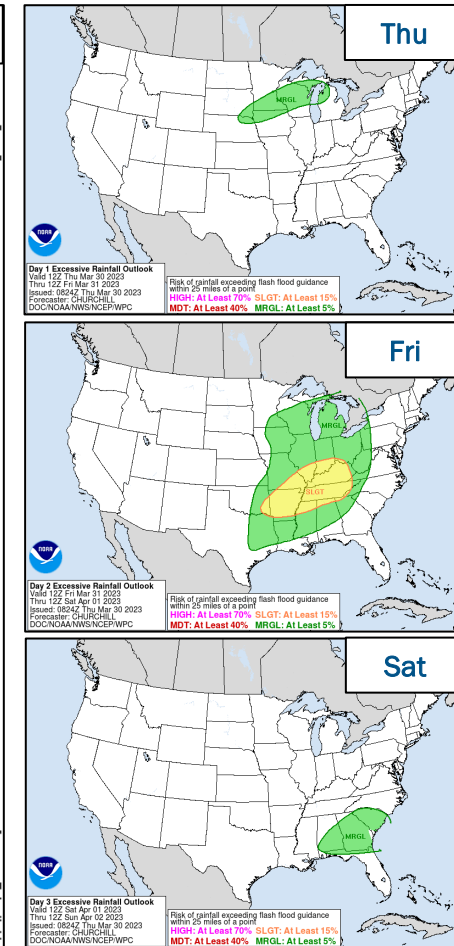 Thu
MRGL
NOAA
Day 1 Excessive Rainfall Outlook
Valid 12Z Thu Mar 30 2023
Thru 12Z Fri Mar 31 2023
Issued: 0824Z Thu Mar 30 2023
Forecaster: CHURCHILL
DOC/NOAA/NWS/NCEP/WPC
Risk of rainfall exceeding flash flood guidance
within 25 miles of a point
HIGH: At Least 70% SLGT: At Least 15%
MDT: At Least 40% MRGL: At Least 5%
Fri
MRGL
SLGT
NOAA
Day 2 Excessive Rainfall Outlook
Valid 12Z Fri Mar 31 2023
Thru 12Z Sat Apr 01 2023
Issued: 0824Z Thu Mar 30 2023
Forecaster: CHURCHILL
DOC/NOAA/NWS/NCEP/WPC
Risk of rainfall exceeding flash flood guidance
within 25 miles of a point
HIGH: At Least 70% SLGT: At Least 15%
MDT: At Least 40% MRGL: At Least 5%
Sat
MRGL
NOAA
Day 3 Excessive Rainfall Outlook
Valid 12Z Sat Apr 01 2023
Thru 12Z Sun Apr 02 2023
Issued: 0824Z Thu Mar 30 2023
Forecaster: CHURCHILL
DOC/NOAA/NWS/NCEP/WPC
Risk of rainfall exceeding flash flood guidance
within 25 miles of a point
HIGH: At Least 70% SLGT: At Least 15%
MDT: At Least 40% MRGL: At Least 5%